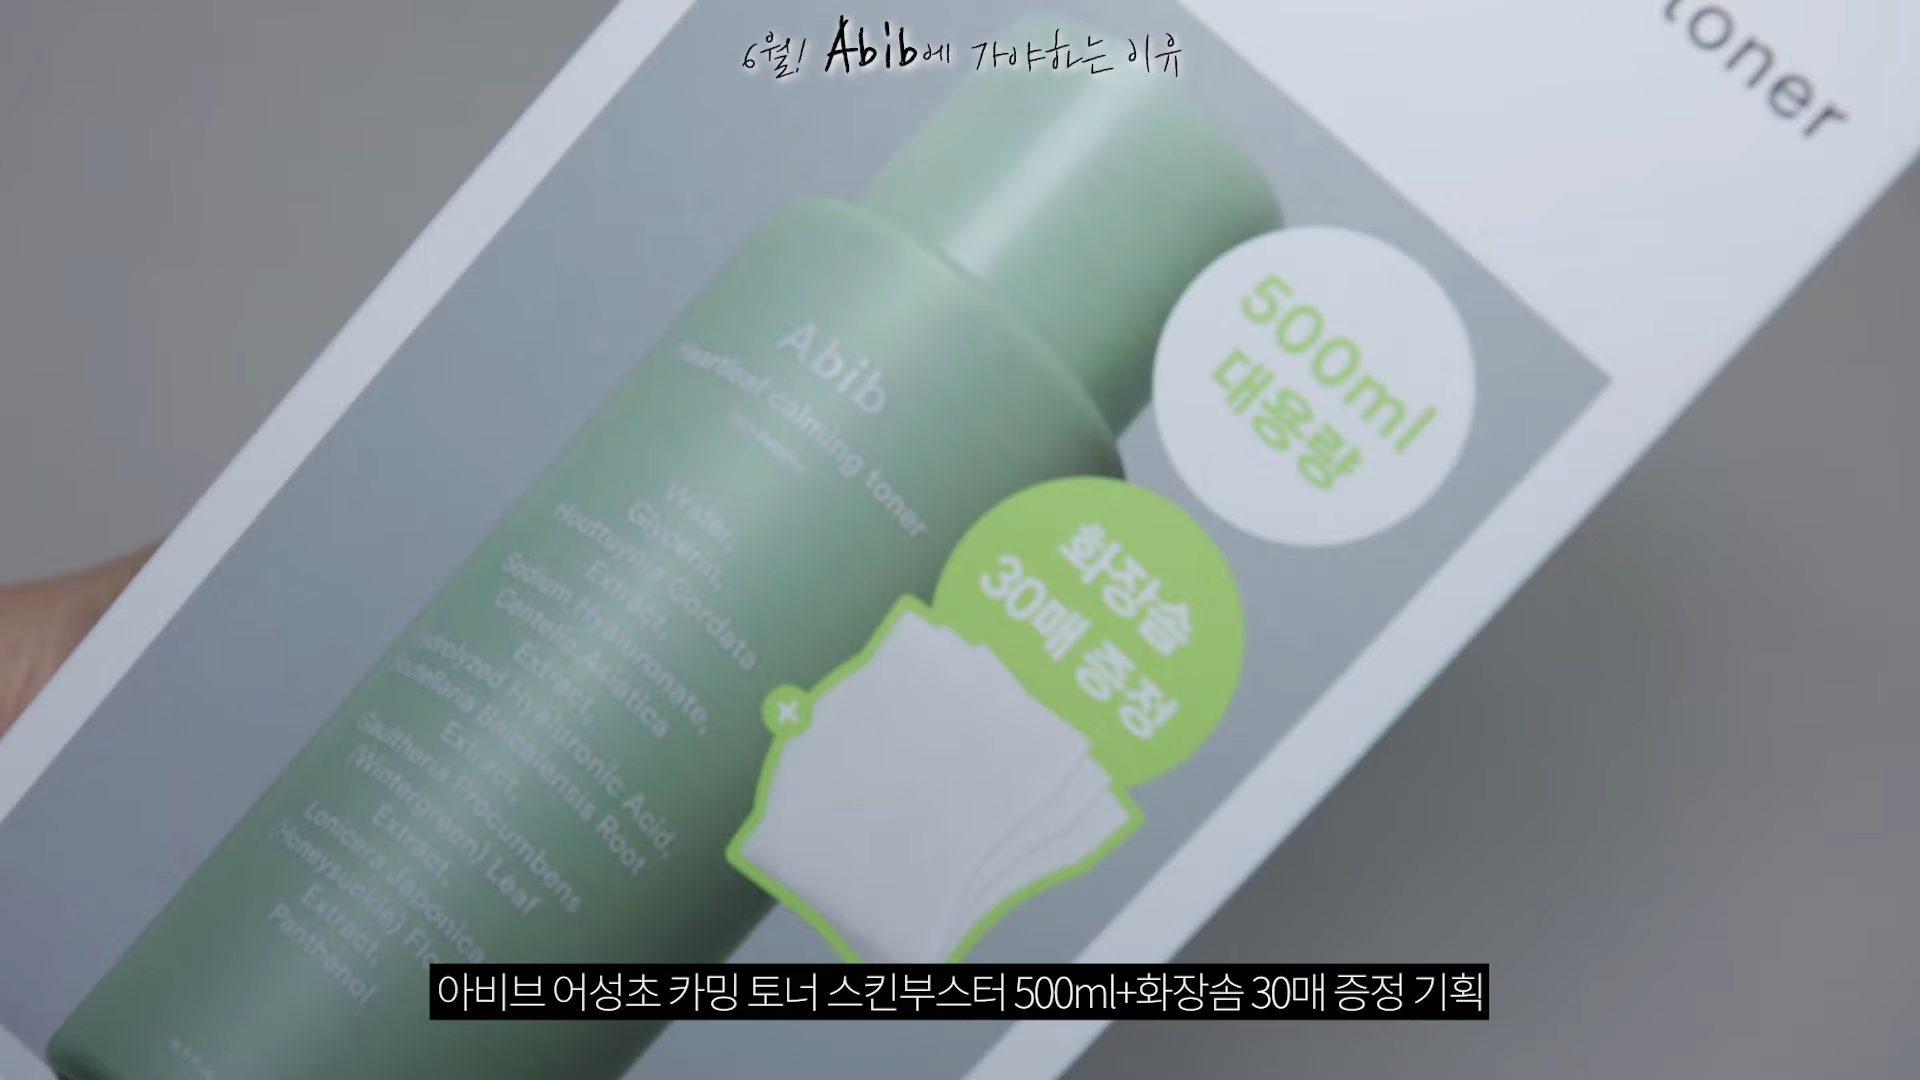 6월! Abib에 가야하는 이유
toner
500ml
대용량
화장솜
30매 증정
+
Abib
Heartleaf calming toner
Water,
Glycerin,
Houttuynia Cordata
Extract,
Sodium Hyaluronate,
Centella Asiatica
Extract,
Hydrolyzed Hyaluronic Acid,
Scutellaria Baicalensis Root
Extract,
Gaultheria Procumbens
(Wintergreen) Leaf
Extract,
Lonicera Japonica
(Honeysuckle) Flo
Extract,
Panthenol
아비브 어성초 카밍 토너 스킨부스터 500ml+화장솜 30매 증정 기획